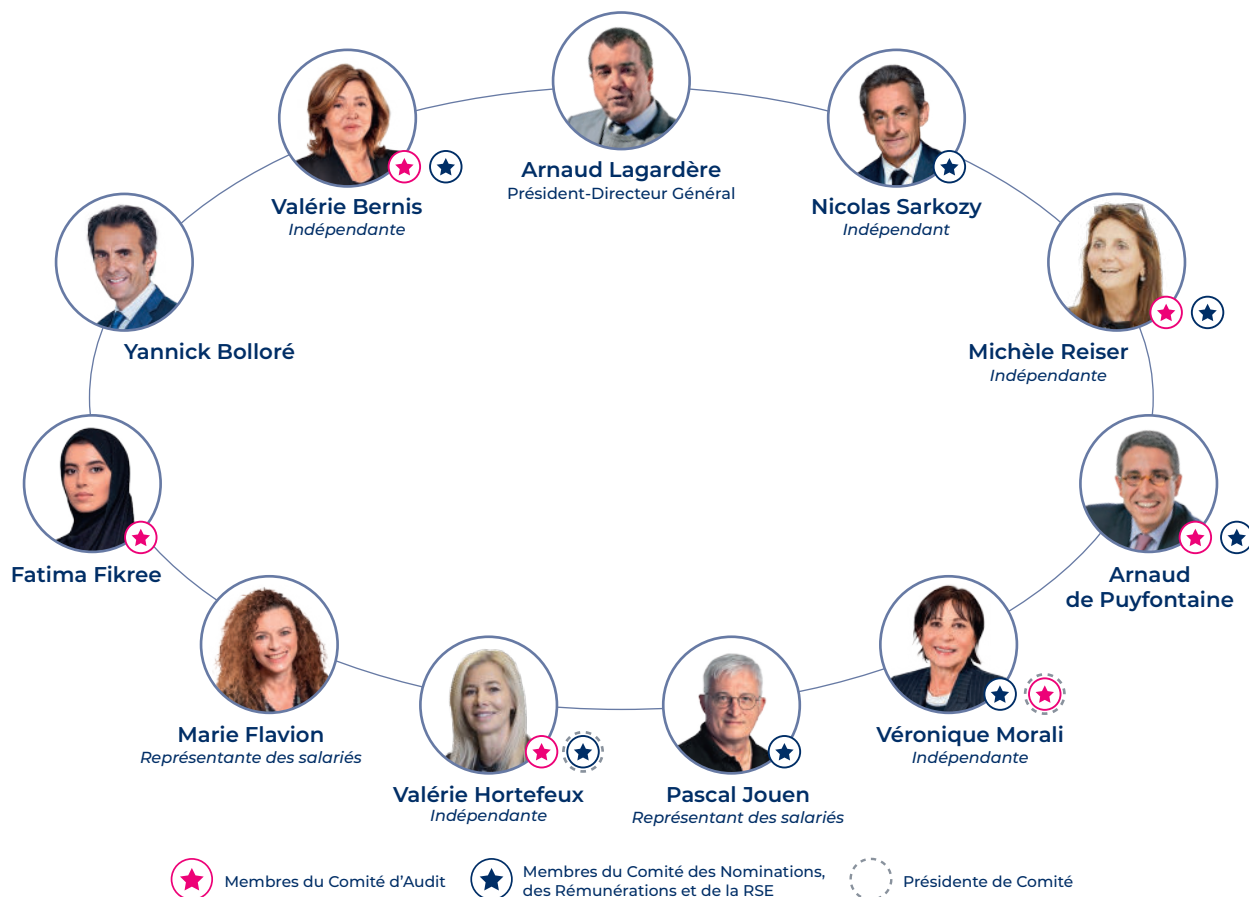 Arnaud Lagardère
Président-Directeur Général
Valérie Bernis
Indépendante
Nicolas Sarkozy
Indépendant
Yannick Bolloré
Michèle Reiser
Indépendante
Fatima Fikree
Arnaud
de Puyfontaine
Marie Flavion
Représentante des salariés
Véronique Morali
Indépendante
Valérie Hortefeux
Indépendante
Pascal Jouen
Représentant des salariés
Membres du Comité d’Audit
Membres du Comité des Nominations,
des Rémunérations et de la RSE
Présidente de Comité